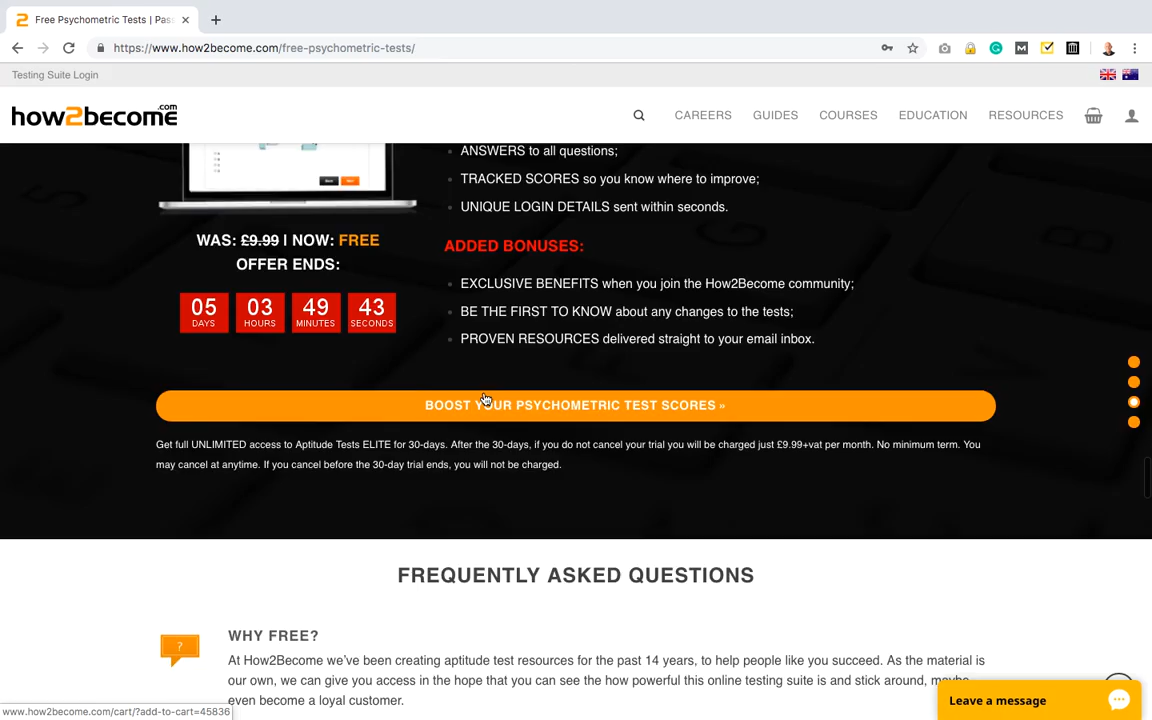 Free Psychometric Tests | Pas
https://www.how2become.com/free-psychometric-tests/
Testing Suite Login
how2become.com
CAREERS GUIDES COURSES EDUCATION RESOURCES
ANSWERS to all questions;
TRACKED SCORES so you know where to improve;
UNIQUE LOGIN DETAILS sent within seconds.
WAS: £9.99 | NOW: FREE
OFFER ENDS:
05 03 49 43
DAYS HOURS MINUTES SECONDS
ADDED BONUSES:
EXCLUSIVE BENEFITS when you join the How2Become community;
BE THE FIRST TO KNOW about any changes to the tests;
PROVEN RESOURCES delivered straight to your email inbox.
BOOST YOUR PSYCHOMETRIC TEST SCORES »
Get full UNLIMITED access to Aptitude Tests ELITE for 30-days. After the 30-days, if you do not cancel your trial you will be charged just £9.99+vat per month. No minimum term. You
may cancel at anytime. If you cancel before the 30-day trial ends, you will not be charged.
FREQUENTLY ASKED QUESTIONS
?
WHY FREE?
At How2Become we've been creating aptitude test resources for the past 14 years, to help people like you succeed. As the material is
our own, we can give you access in the hope that you can see the how powerful this online testing suite is and stick around, maybe
even become a loyal customer.
Leave a message
www.how2become.com/cart/?add-to-cart=45836